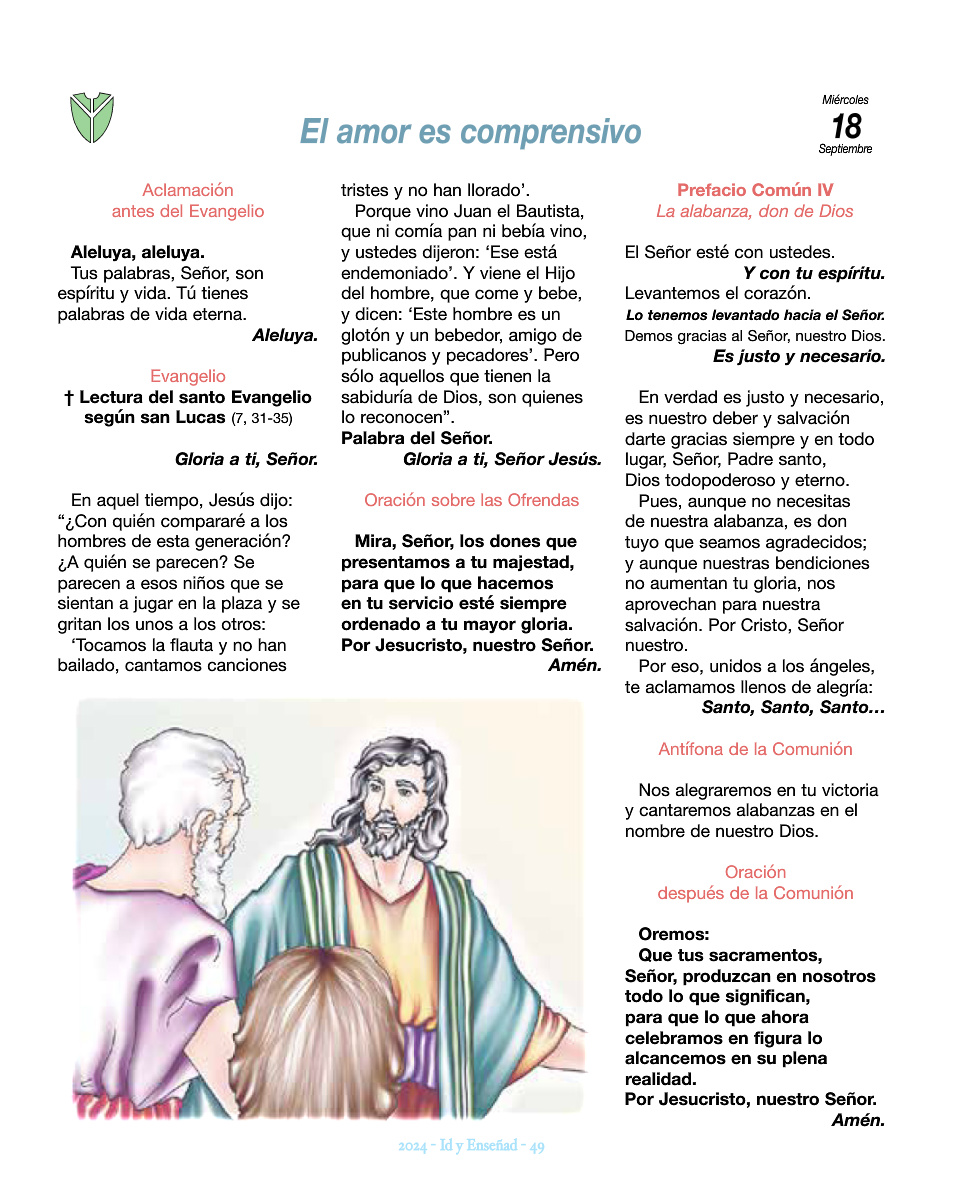 El amor es comprensivo
Miércoles
18
Septiembre
Aclamación
antes del Evangelio
Aleluya, aleluya.
Tus palabras, Señor, son
espíritu y vida. Tú tienes
palabras de vida eterna.
Aleluya.
Evangelio
† Lectura del santo Evangelio
según san Lucas (7, 31-35)
Gloria a ti, Señor.
En aquel tiempo, Jesús dijo:
“¿Con quién compararé a los
hombres de esta generación?
¿A quién se parecen? Se
parecen a esos niños que se
sientan a jugar en la plaza y se
gritan los unos a los otros:
‘Tocamos la flauta y no han
bailado, cantamos canciones
tristes y no han llorado’.
Porque vino Juan el Bautista,
que ni comía pan ni bebía vino,
y ustedes dijeron: ‘Ese está
endemoniado’. Y viene el Hijo
del hombre, que come y bebe,
y dicen: ‘Este hombre es un
glotón y un bebedor, amigo de
publicanos y pecadores’. Pero
sólo aquellos que tienen la
sabiduría de Dios, son quienes
lo reconocen”.
Palabra del Señor.
Gloria a ti, Señor Jesús.
Oración sobre las Ofrendas
Mira, Señor, los dones que
presentamos a tu majestad,
para que lo que hacemos
en tu servicio esté siempre
ordenado a tu mayor gloria.
Por Jesucristo, nuestro Señor.
Amén.
Prefacio Común IV
La alabanza, don de Dios
El Señor esté con ustedes.
Y con tu espíritu.
Levantemos el corazón.
Lo tenemos levantado hacia el Señor.
Demos gracias al Señor, nuestro Dios.
Es justo y necesario.
En verdad es justo y necesario,
es nuestro deber y salvación
darte gracias siempre y en todo
lugar, Señor, Padre santo,
Dios todopoderoso y eterno.
Pues, aunque no necesitas
de nuestra alabanza, es don
tuyo que seamos agradecidos;
y aunque nuestras bendiciones
no aumentan tu gloria, nos
aprovechan para nuestra
salvación. Por Cristo, Señor
nuestro.
Por eso, unidos a los ángeles,
te aclamamos llenos de alegría:
Santo, Santo, Santo…
Antífona de la Comunión
Nos alegraremos en tu victoria
y cantaremos alabanzas en el
nombre de nuestro Dios.
Oración
después de la Comunión
Oremos:
Que tus sacramentos,
Señor, produzcan en nosotros
todo lo que significan,
para que lo que ahora
celebramos en figura lo
alcancemos en su plena
realidad.
Por Jesucristo, nuestro Señor.
Amén.
2024 - Id y Enseñad - 49